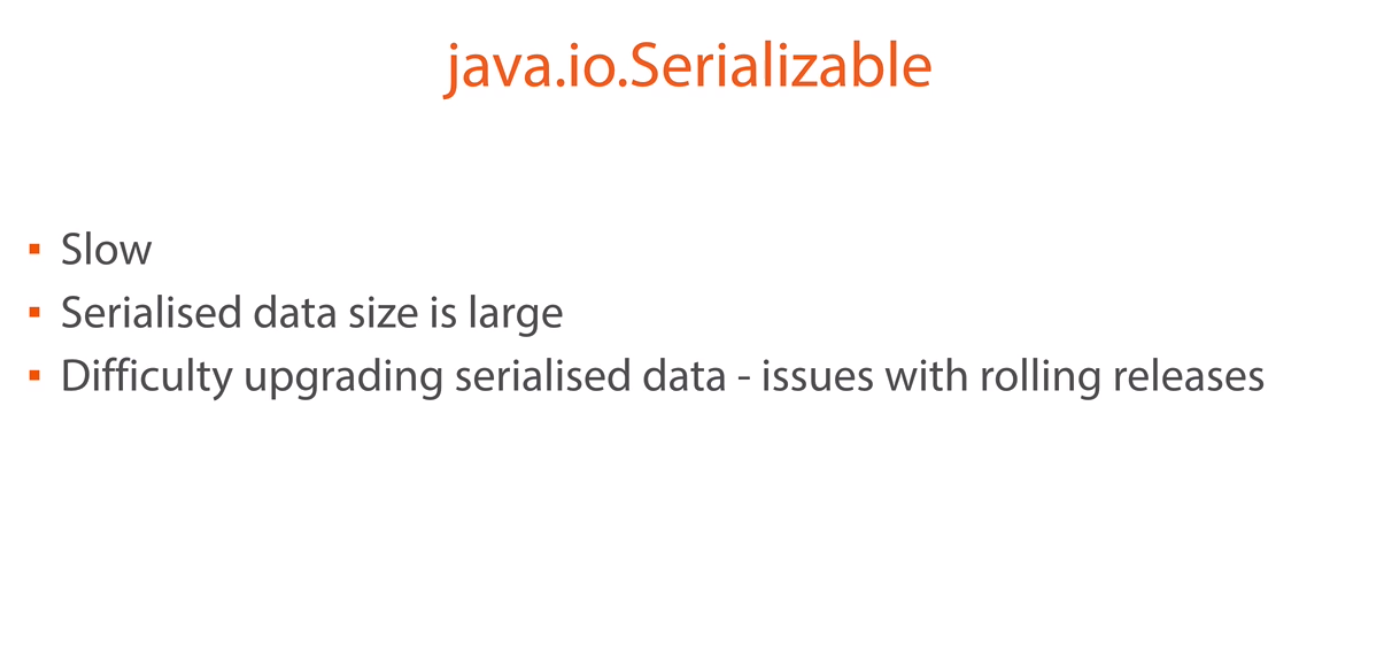 java.io.Serializable
▪ Slow
▪ Serialised data size is large
▪ Difficulty upgrading serialised data - issues with rolling releases